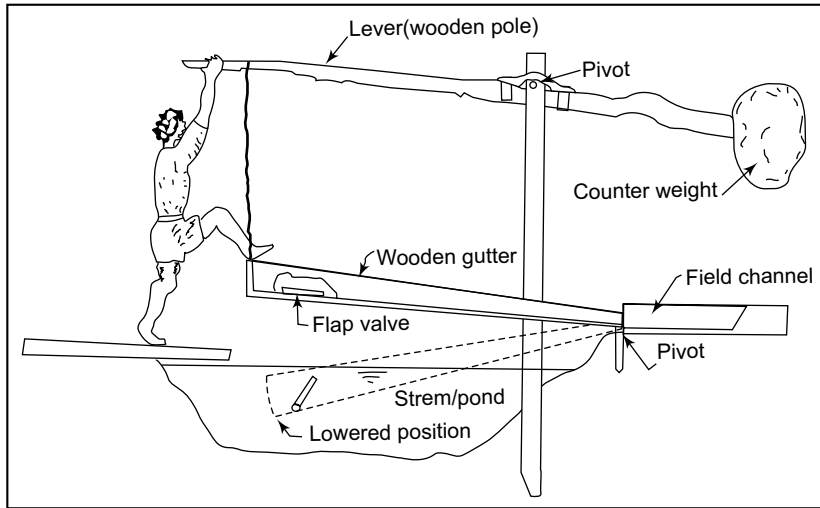 Lever(wooden pole)
Pivot
Counter weight
Wooden gutter
Field channel
Flap valve
Pivot
Strem/pond
Lowered position